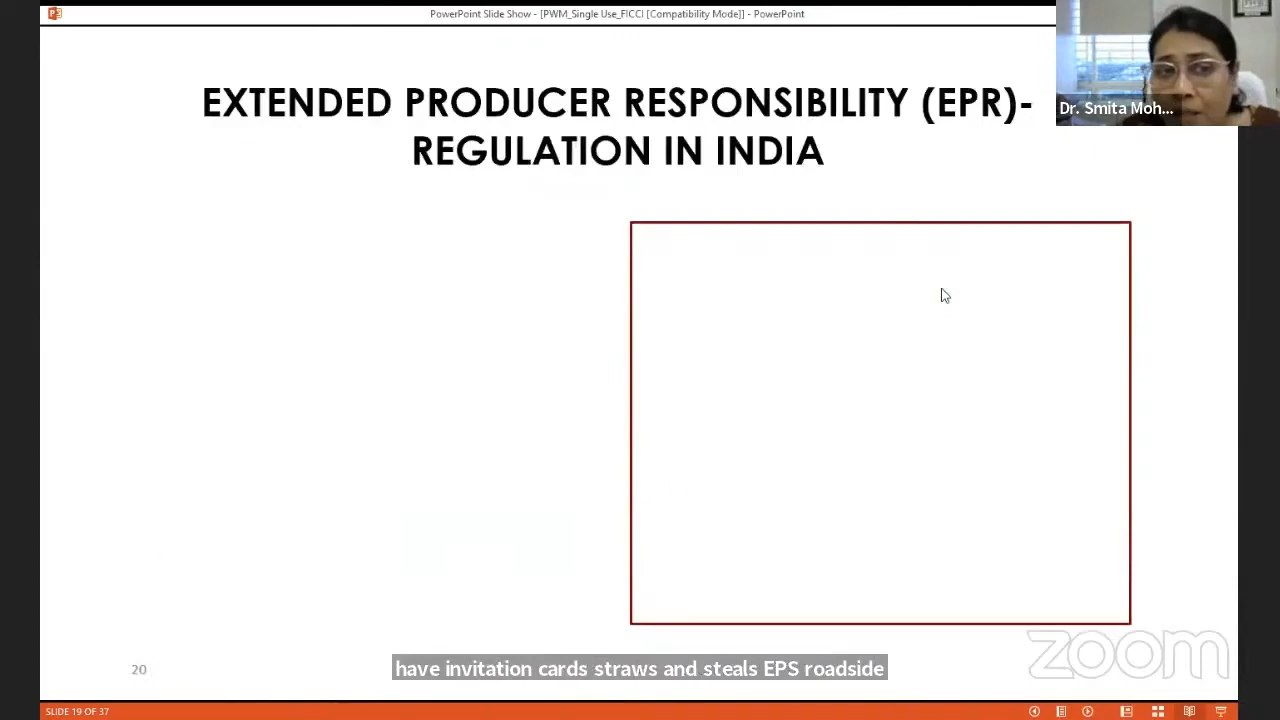 PowerPoint Slide Show - [PWM_Single Use_FICCI [Compatibility Mode]] - PowerPoint
Dr. Smita Moh...
EXTENDED PRODUCER RESPONSIBILITY (EPR)-
REGULATION IN INDIA
20
have invitation cards straws and steals EPS roadside
zoom
SLIDE 19 OF 37